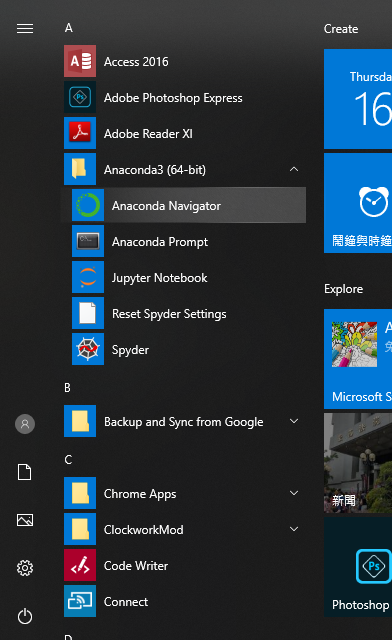 A
Access 2016
Adobe Photoshop Express
Adobe Reader XI
Anaconda3 (64-bit)
Anaconda Navigator
Anaconda Prompt
Jupyter Notebook
Reset Spyder Settings
Spyder
B
Backup and Sync from Google
C
Chrome Apps
ClockworkMod
Code Writer
Connect
Create
Thursda
16
鬧鐘與時鐘
Explore
A
Microsoft S
新聞
Ps
Photoshop